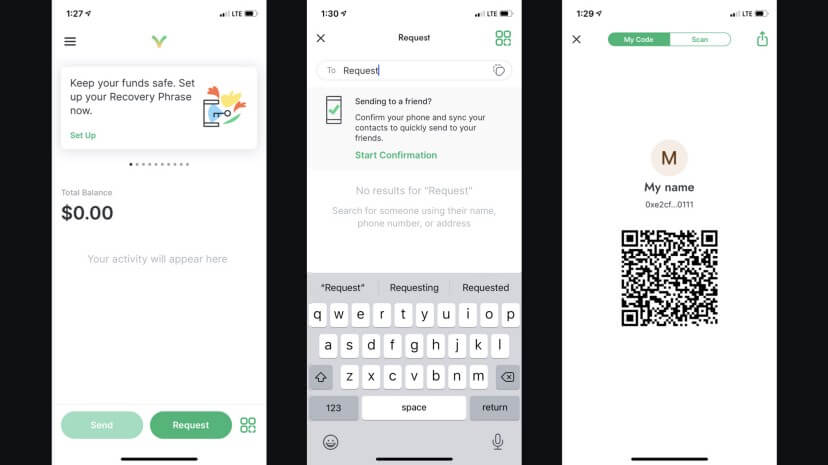 1:27
LTE
Keep your funds safe. Set
up your Recovery Phrase
now.
Set Up
Total Balance
$0.00
Your activity will appear here
Send
Request
1:30
LTE
Request
To Request
Sending to a friend?
Confirm your phone and sync your
contacts to quickly send to your
friends.
Start Confirmation
No results for "Request"
Search for someone using their name,
phone number, or address
“Request” Requesting Requested
q w e r t y u i o p
a s d f g h j k l
z x c v b n m
123 space return
1:29
LTE
My Code Scan
M
My name
0xe2cf...0111